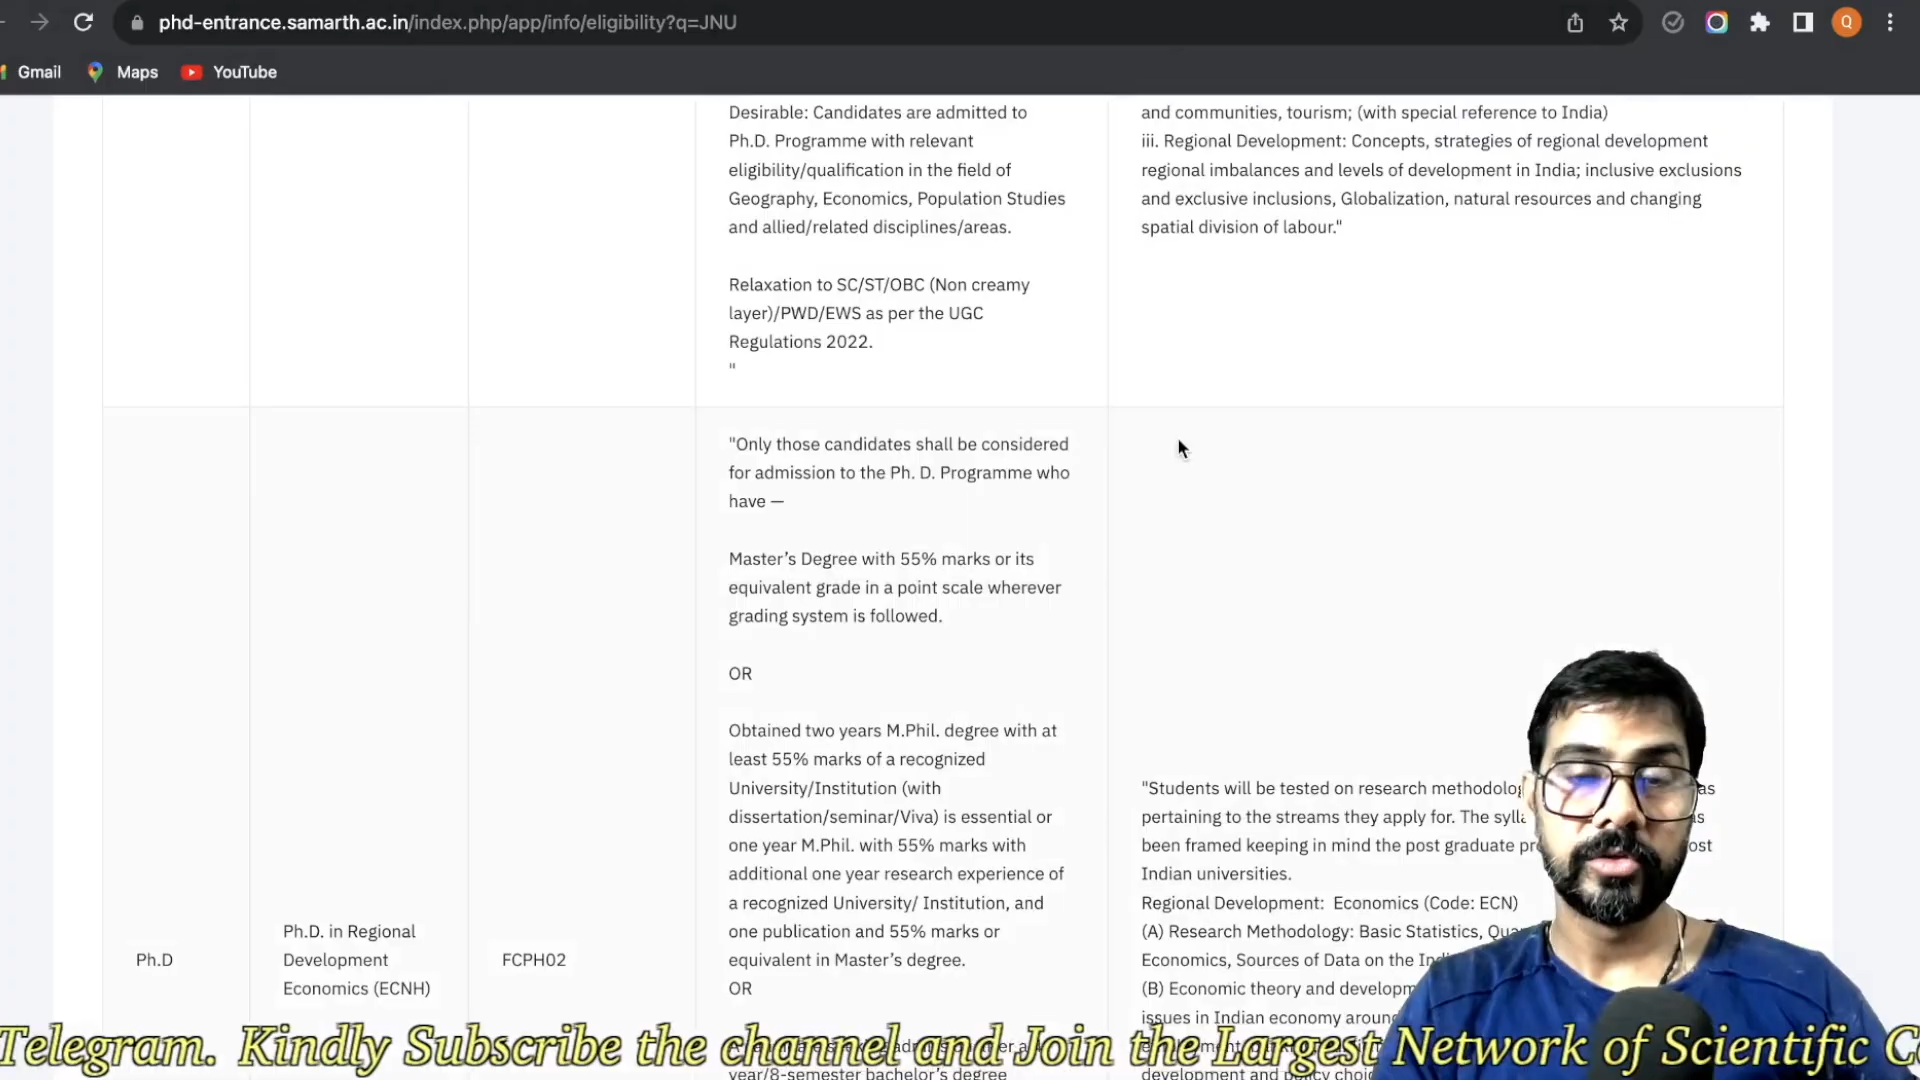 phd-entrance.samarth.ac.in/index.php/app/info/eligibility?q=JNU
Q
Gmail
Maps
YouTube
Desirable: Candidates are admitted to
Ph.D. Programme with relevant
eligibility/qualification in the field of
Geography, Economics, Population Studies
and allied/related disciplines/areas.
Relaxation to SC/ST/OBC (Non creamy
layer)/PWD/EWS as per the UGC
Regulations 2022.
"
and communities, tourism; (with special reference to India)
iii. Regional Development: Concepts, strategies of regional development
regional imbalances and levels of development in India; inclusive exclusions
and exclusive inclusions, Globalization, natural resources and changing
spatial division of labour."
Ph.D
Ph.D. in Regional
Development
Economics (ECNH)
FCPH02
"Only those candidates shall be considered
for admission to the Ph. D. Programme who
have —
Master's Degree with 55% marks or its
equivalent grade in a point scale wherever
grading system is followed.
OR
Obtained two years M.Phil. degree with at
least 55% marks of a recognized
University/Institution (with
dissertation/seminar/Viva) is essential or
one year M.Phil. with 55% marks with
additional one year research experience of
a recognized University/ Institution, and
one publication and 55% marks or
equivalent in Master's degree.
OR
year/8-semester bachelor's degree
"Students will be tested on research
pertaining to the streams they apply for. The
been framed keeping in mind the post graduate
Indian universities.
Regional Development: Economics (Code: ECN)
(A) Research Methodology: Basic Statistics,
Economics, Sources of Data on the
(B) Economic theory and
issues in Indian economy
development and policy
Telegram. Kindly Subscribe the channel and Join the Largest Network of Scientific